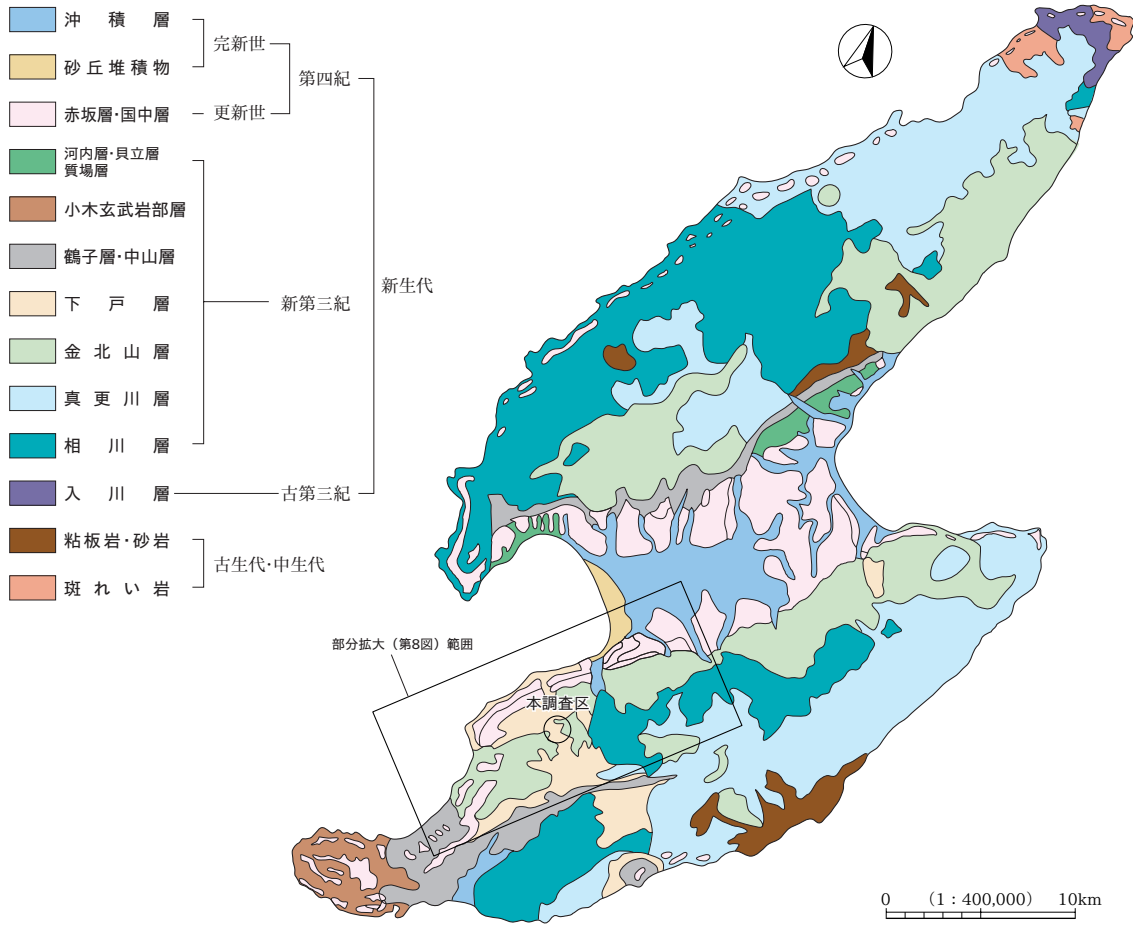 沖積層
砂丘堆積物
赤坂層・国中層
河内層・貝立層
質場層
小木玄武岩部層
鶴子層・中山層
下戸層
金北山層
真更川層
相川層
入川層
粘板岩・砂岩
斑れい岩
完新世
更新世
第四紀
新第三紀
古第三紀
新生代
古生代・中生代
部分拡大（第8図）範囲
本調査区
0 （1：400,000） 10km